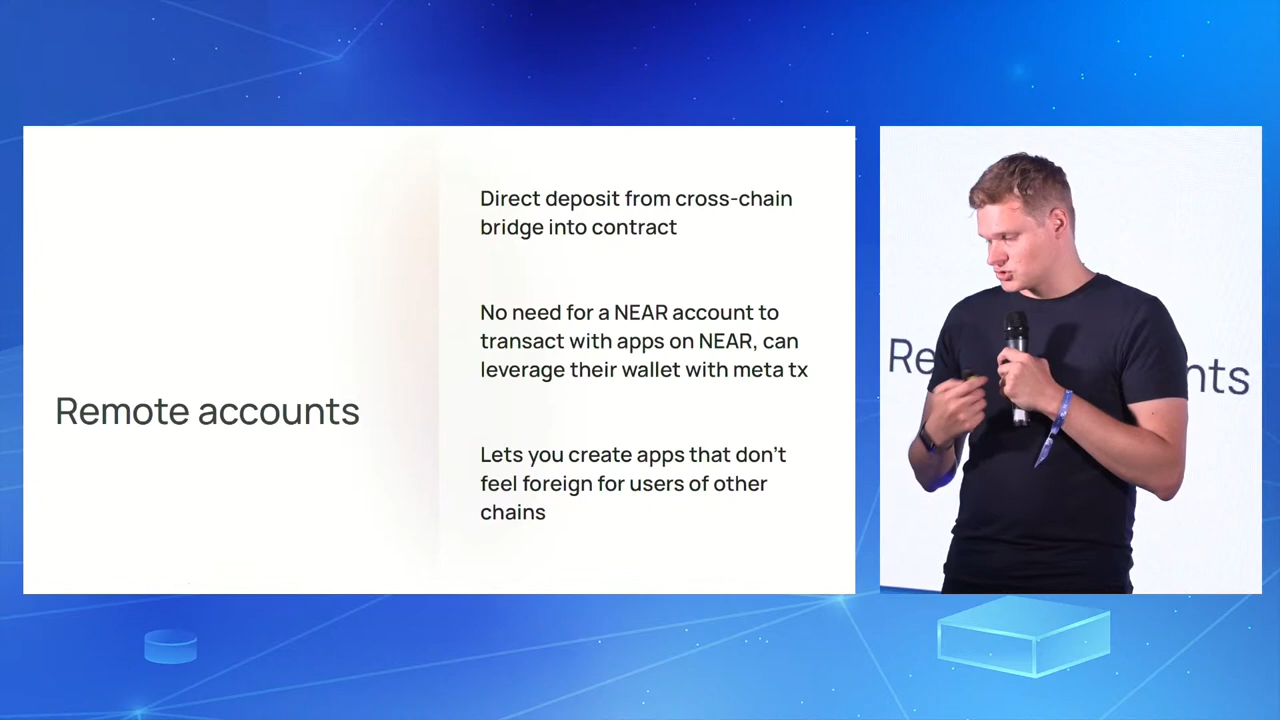 Remote accounts
Direct deposit from cross-chain
bridge into contract
No need for a NEAR account to
transact with apps on NEAR, can
leverage their wallet with meta tx
Lets you create apps that don't
feel foreign for users of other
chains
Re nts